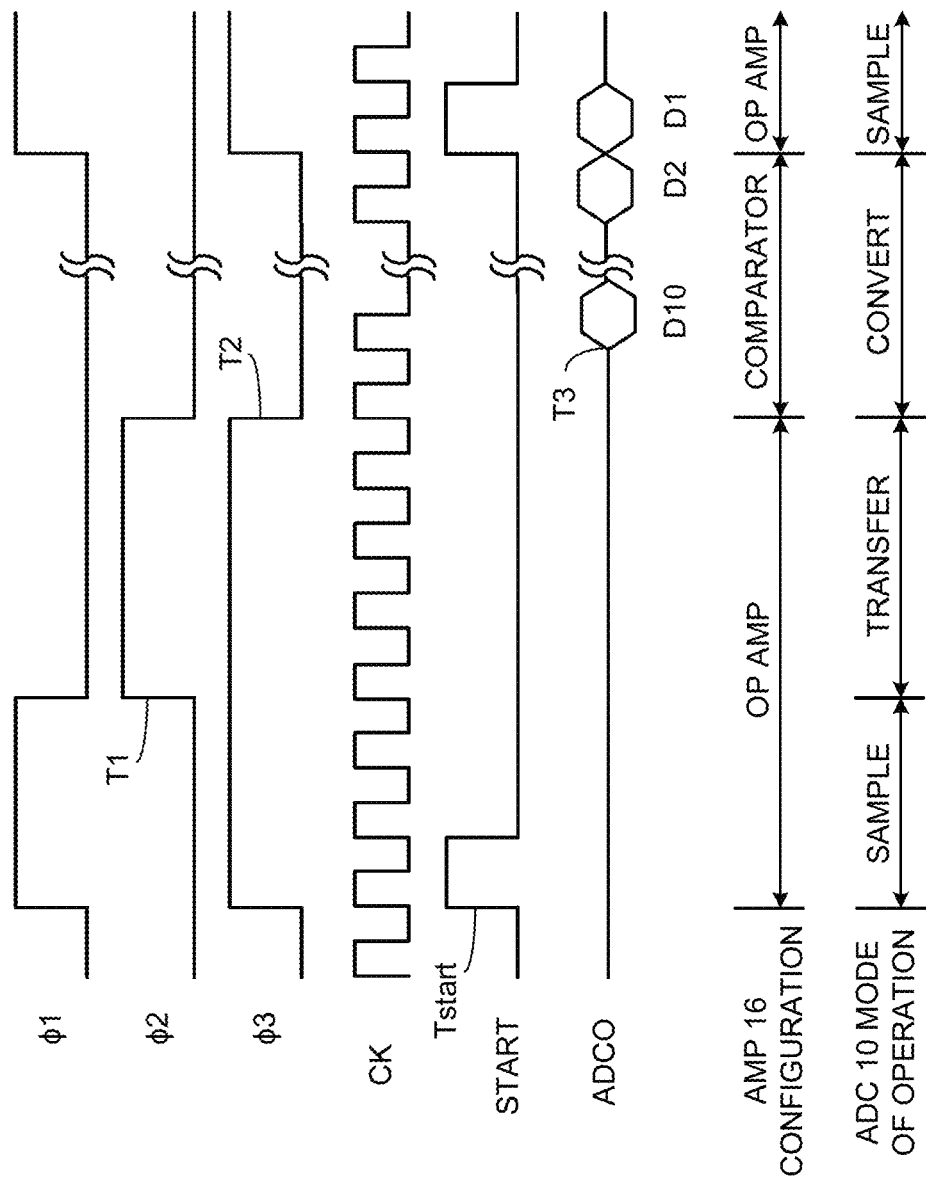 ϕ1
ϕ2
T1
ϕ3
T2
CK
Tstart
START
ADCO
T3
D10
D2
D1
AMP 16
CONFIGURATION
OP AMP
COMPARATOR
OP AMP
ADC 10 MODE
OF OPERATION
SAMPLE
TRANSFER
CONVERT
SAMPLE